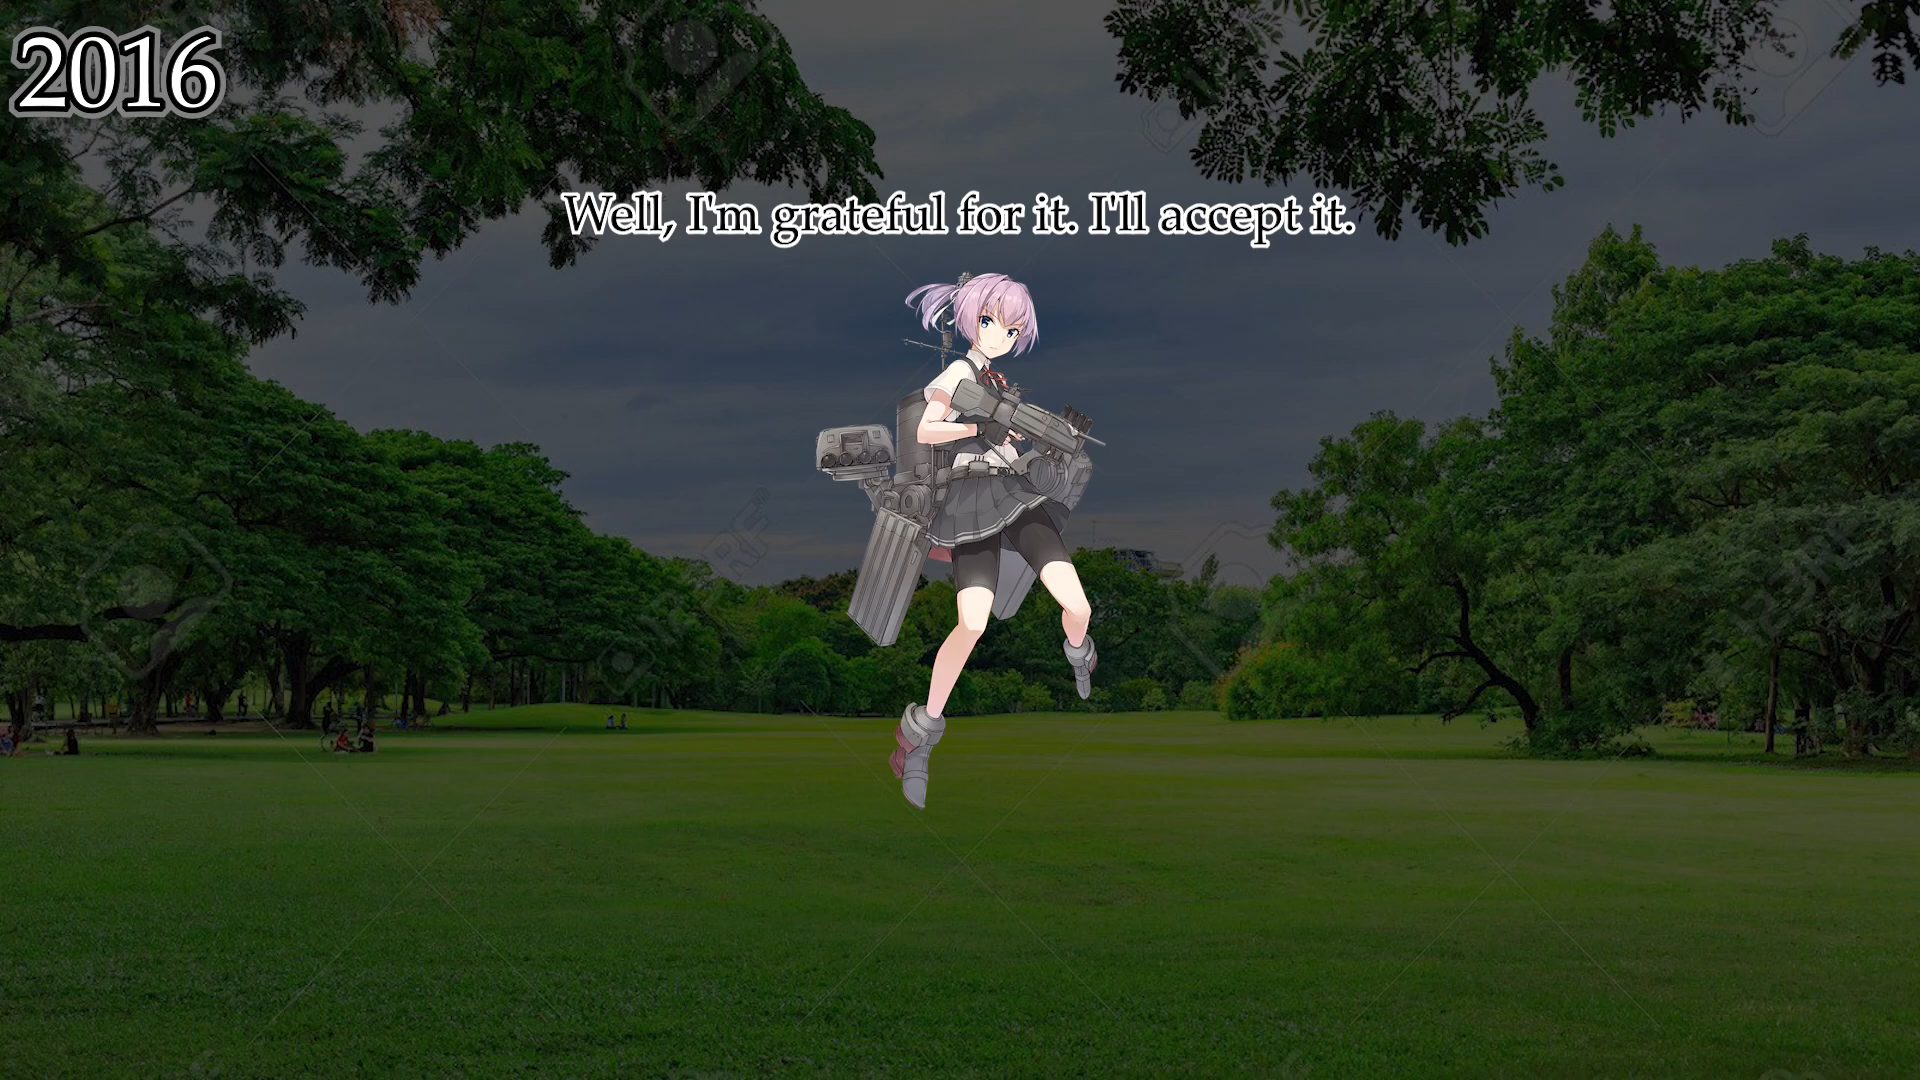 2016
Well, I'm grateful for it. I'll accept it.